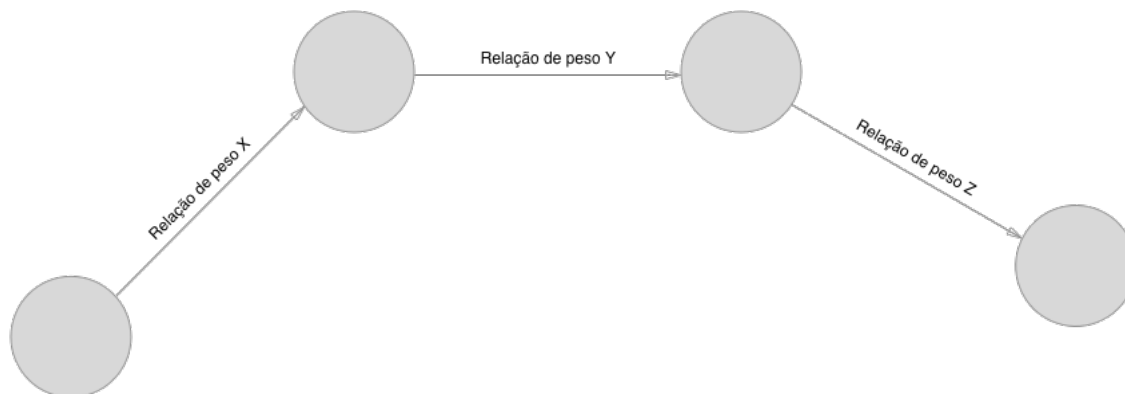 Relação de peso X
Relação de peso Y
Relação de peso Z